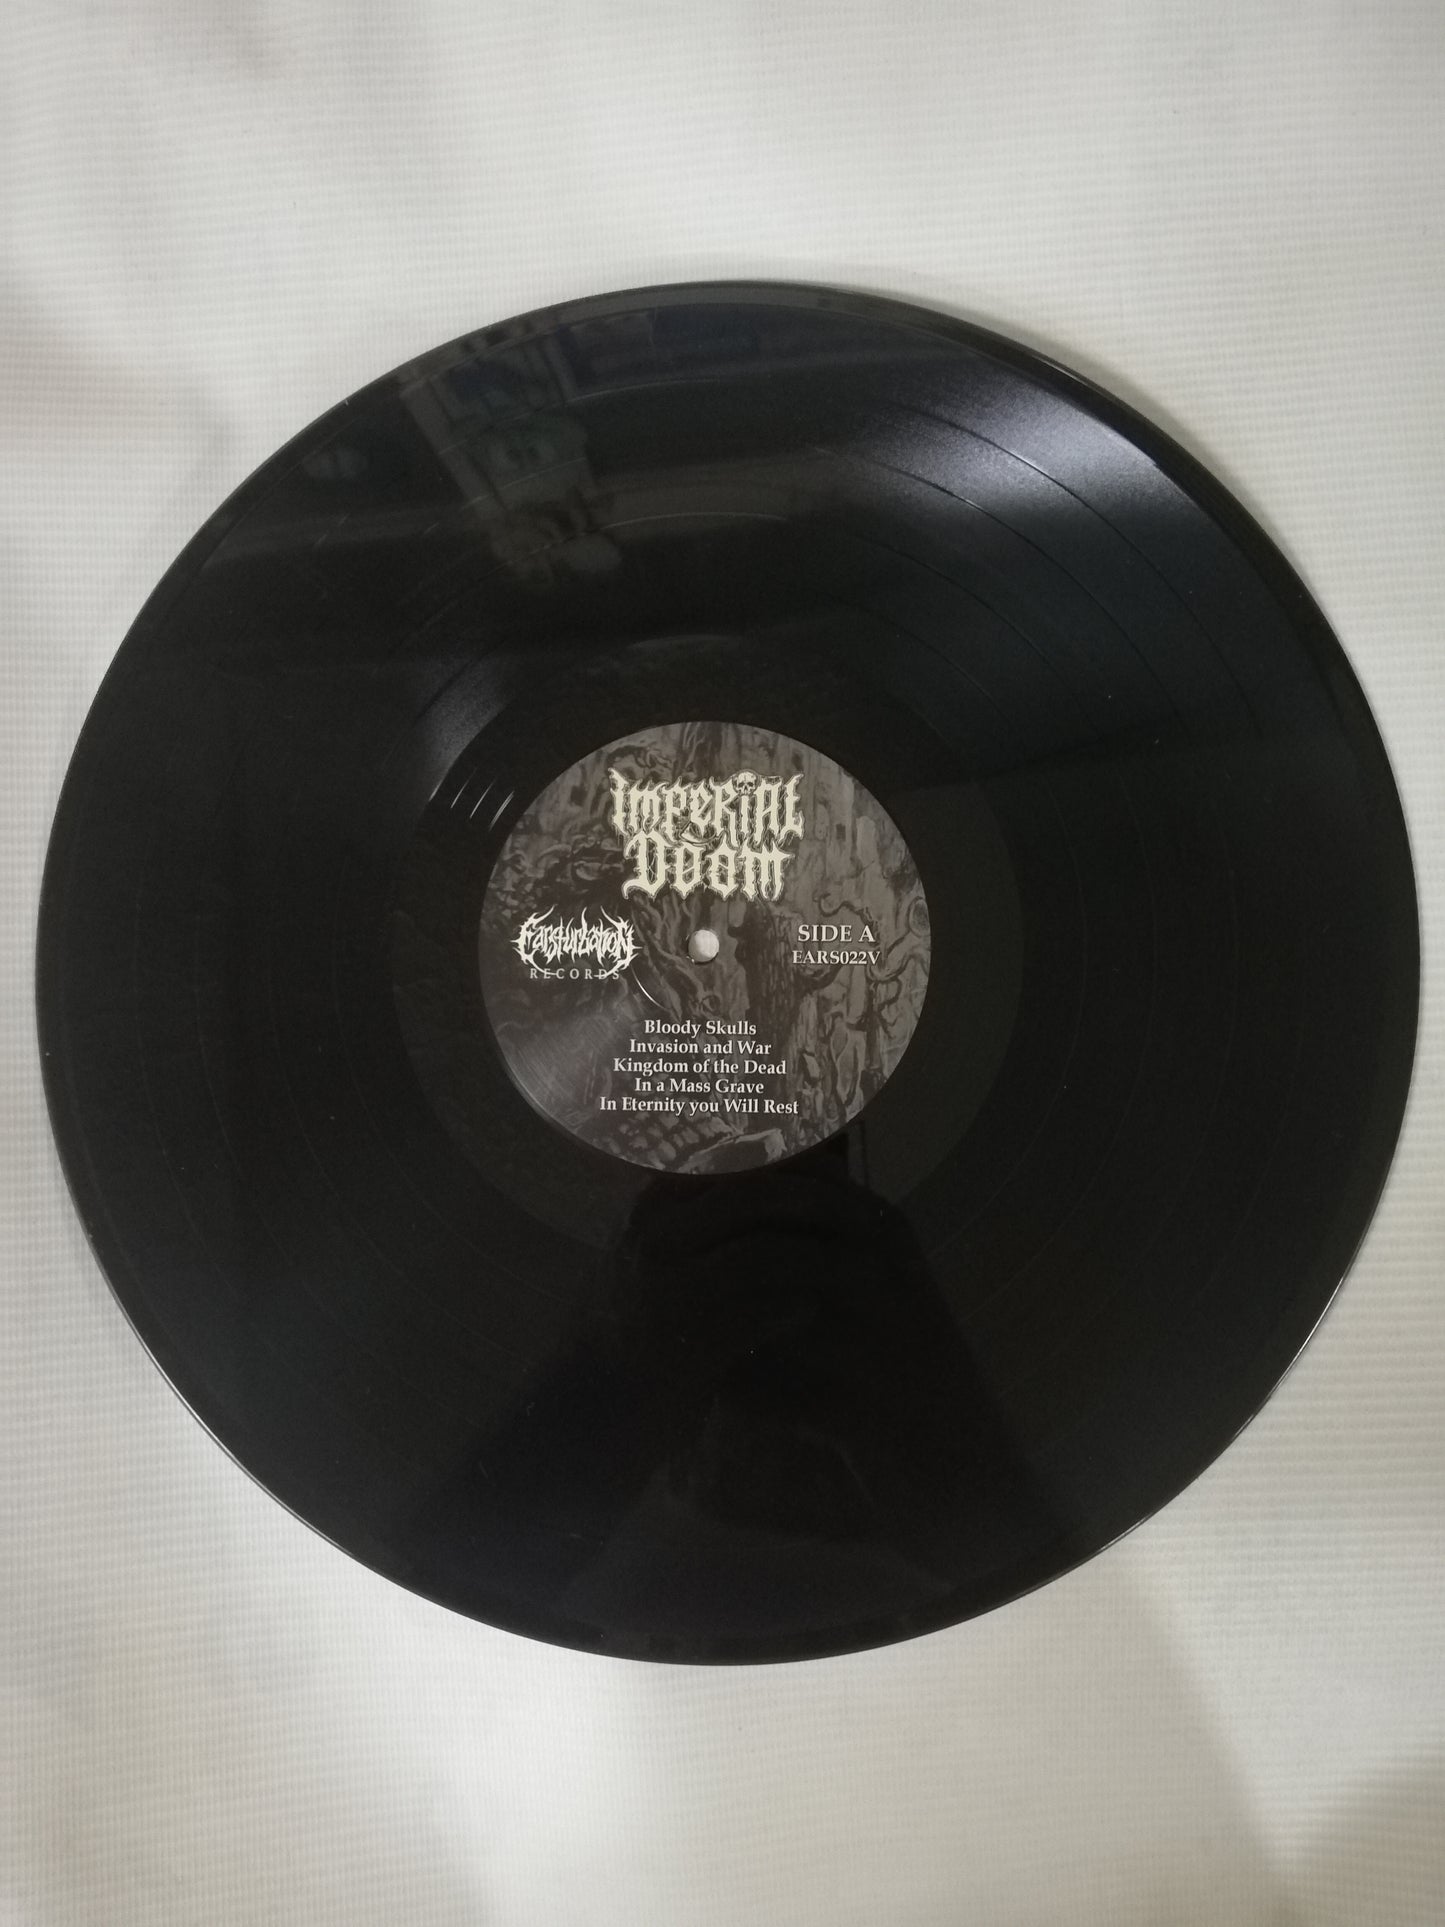 IMPERIAL
DOOM
Earsturbation
RECORDS
SIDE A
EARS022V
Bloody Skulls
Invasion and War
Kingdom of the Dead
In a Mass Grave
In Eternity you Will Rest